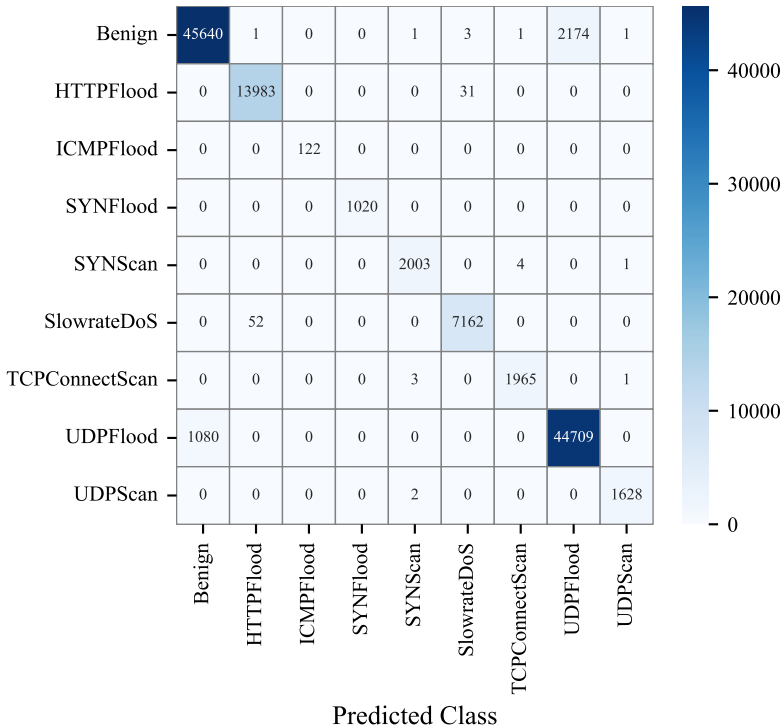 Benign 45640 1 0 0 1 3 1 2174 1
HTTPFlood 0 13983 0 0 0 31 0 0 0
ICMPFlood 0 0 122 0 0 0 0 0 0
SYNFlood 0 0 0 1020 0 0 0 0 0
SYNScan 0 0 0 0 2003 0 4 0 1
SlowrateDoS 0 52 0 0 0 7162 0 0 0
TCPConnectScan 0 0 0 0 3 0 1965 0 1
UDPFlood 1080 0 0 0 0 0 0 44709 0
UDPScan 0 0 0 0 2 0 0 0 1628
Benign
HTTPFlood
ICMPFlood
SYNFlood
SYNScan
SlowrateDoS
TCPConnectScan
UDPFlood
UDPScan
Predicted Class
40000
30000
20000
10000
0